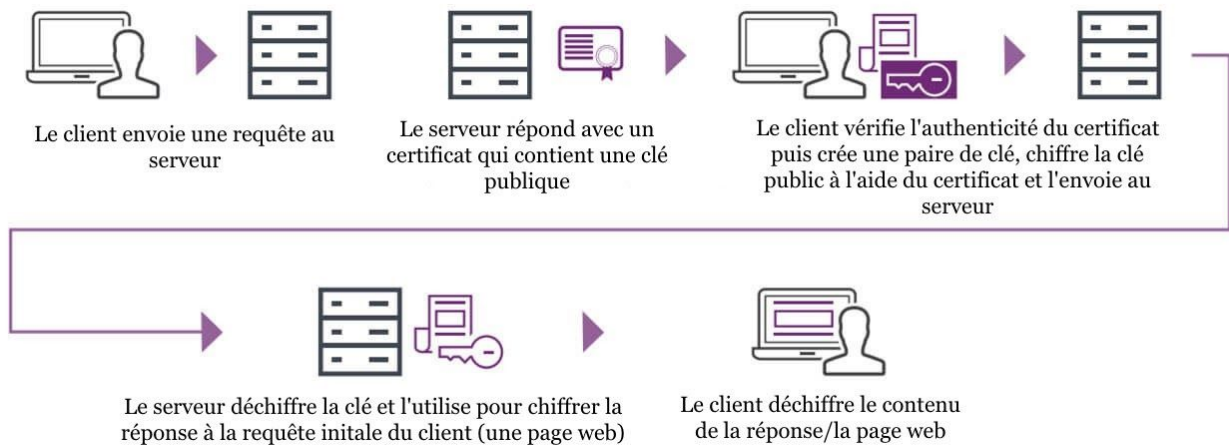 Le client envoie une requête au
serveur
Le serveur répond avec un
certificat qui contient une clé
publique
Le client vérifie l'authenticité du certificat
puis crée une paire de clé, chiffre la clé
public à l'aide du certificat et l'envoie au
serveur
Le serveur déchiffre la clé et l'utilise pour chiffrer la
réponse à la requête initale du client (une page web)
Le client déchiffre le contenu
de la réponse/la page web